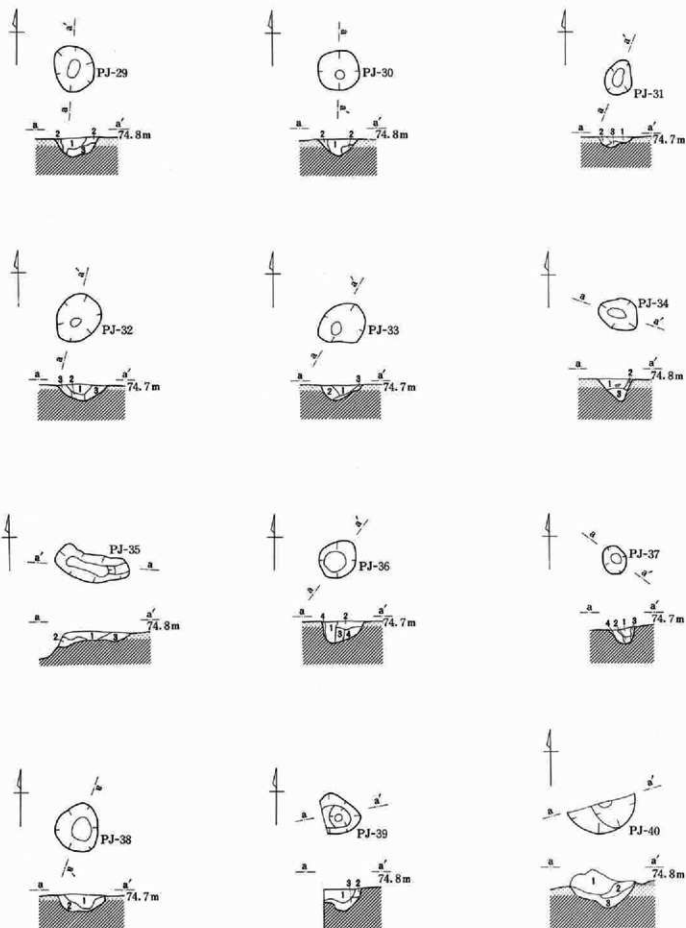 a'
PJ-29
a
a a'
2 2 74.8m
1
3
a
PJ-30
a'
a a'
2 2 74.8m
1
a'
PJ-31
a
a a'
2 3 1 74.7m
a'
PJ-32
a
a a'
3 2 74.7m
1 3
a'
PJ-33
a
a a'
3 74.7m
2 1
PJ-34
a
a'
a a'
2 74.8m
1
3
PJ-35
a' a
a a'
74.8m
2 1 3
a'
PJ-36
a
a a'
4 2 74.7m
1
3 4
a
PJ-37
a'
a a'
74.7m
4 2 1 3
a
PJ-38
a'
a a'
74.7m
2 1
a'
a
PJ-39
a a'
3 2 74.8m
1
a'
a
PJ-40
a a'
74.8m
1
2
3